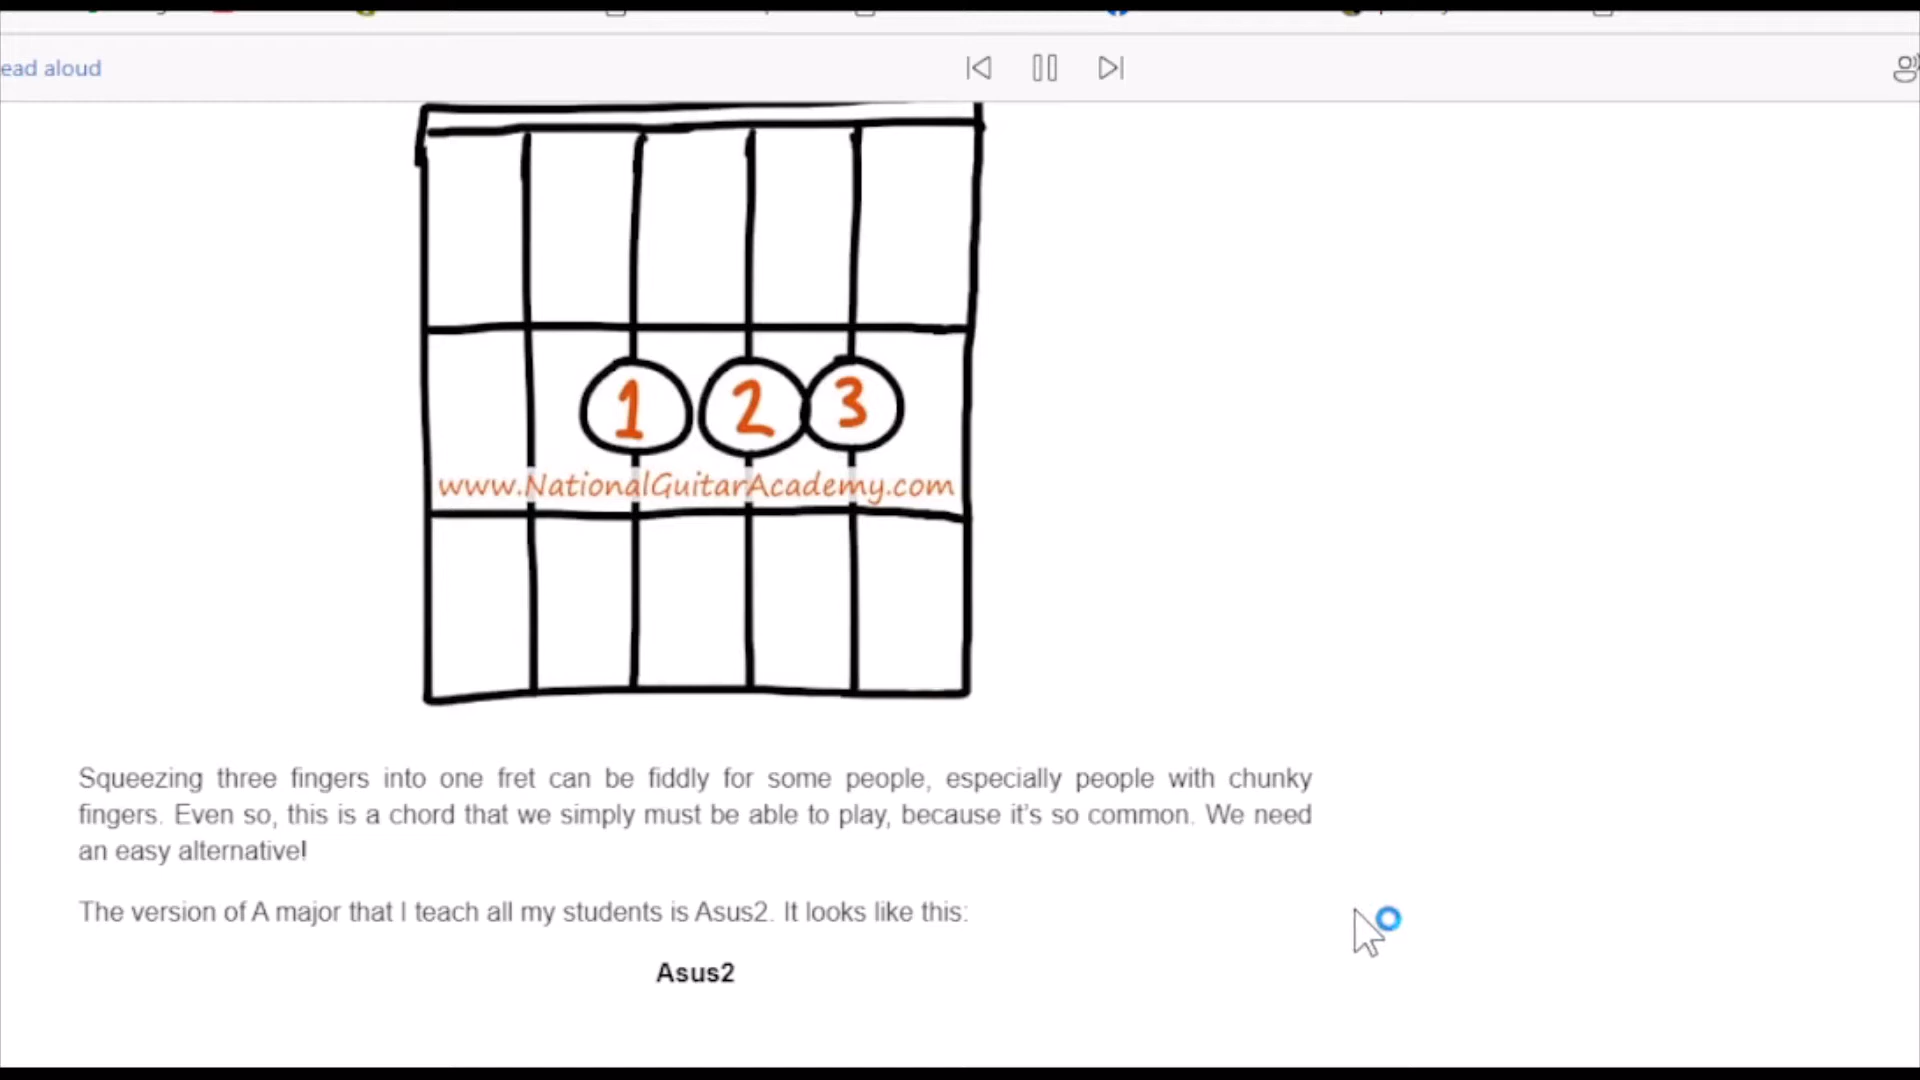 ead aloud
1 2 3
www.NationalGuitarAcademy.com
Squeezing three fingers into one fret can be fiddly for some people, especially people with chunky
fingers. Even so, this is a chord that we simply must be able to play, because it's so common. We need
an easy alternative!
The version of A major that I teach all my students is Asus2. It looks like this:
Asus2